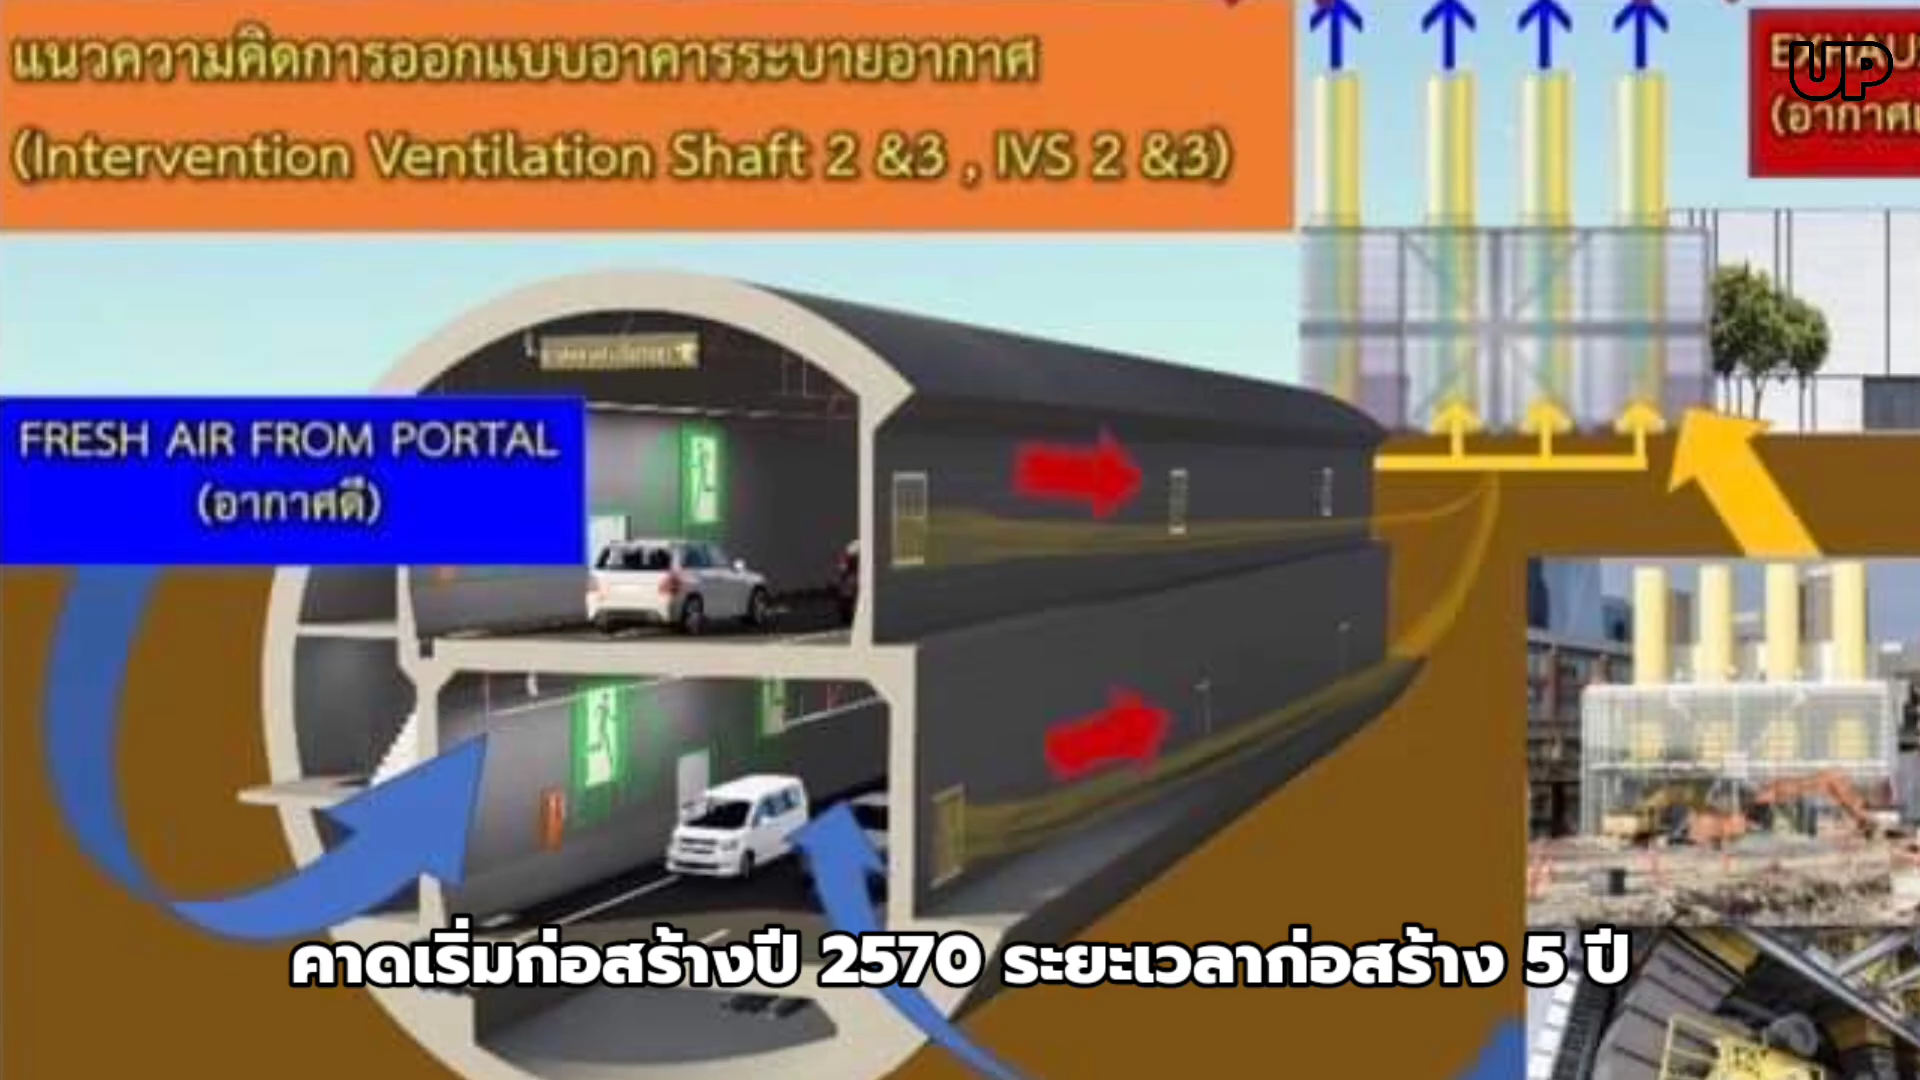 แนวความคิดการออกแบบอาคารระบายอากาศ
(Intervention Ventilation Shaft 2 &3 , IVS 2 &3)
UP
FRESH AIR FROM PORTAL
(อากาศดี)
คาดเริ่มก่อสร้างปี 2570 ระยะเวลาก่อสร้าง 5 ปี